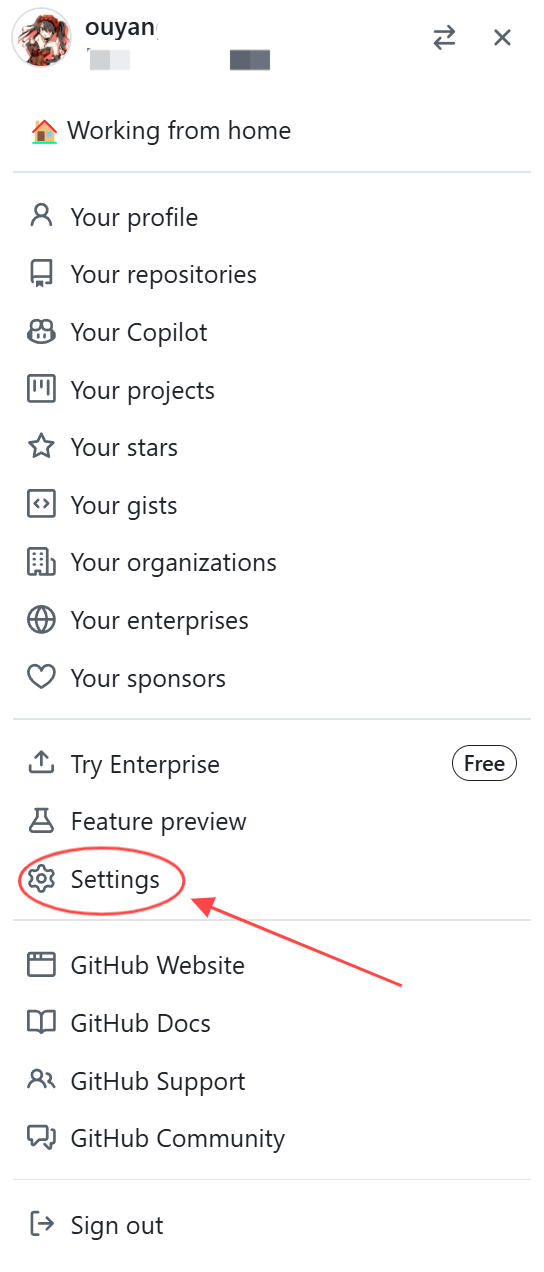 ouyan
Working from home
Your profile
Your repositories
Your Copilot
Your projects
Your stars
Your gists
Your organizations
Your enterprises
Your sponsors
Try Enterprise
Free
Feature preview
Settings
GitHub Website
GitHub Docs
GitHub Support
GitHub Community
Sign out